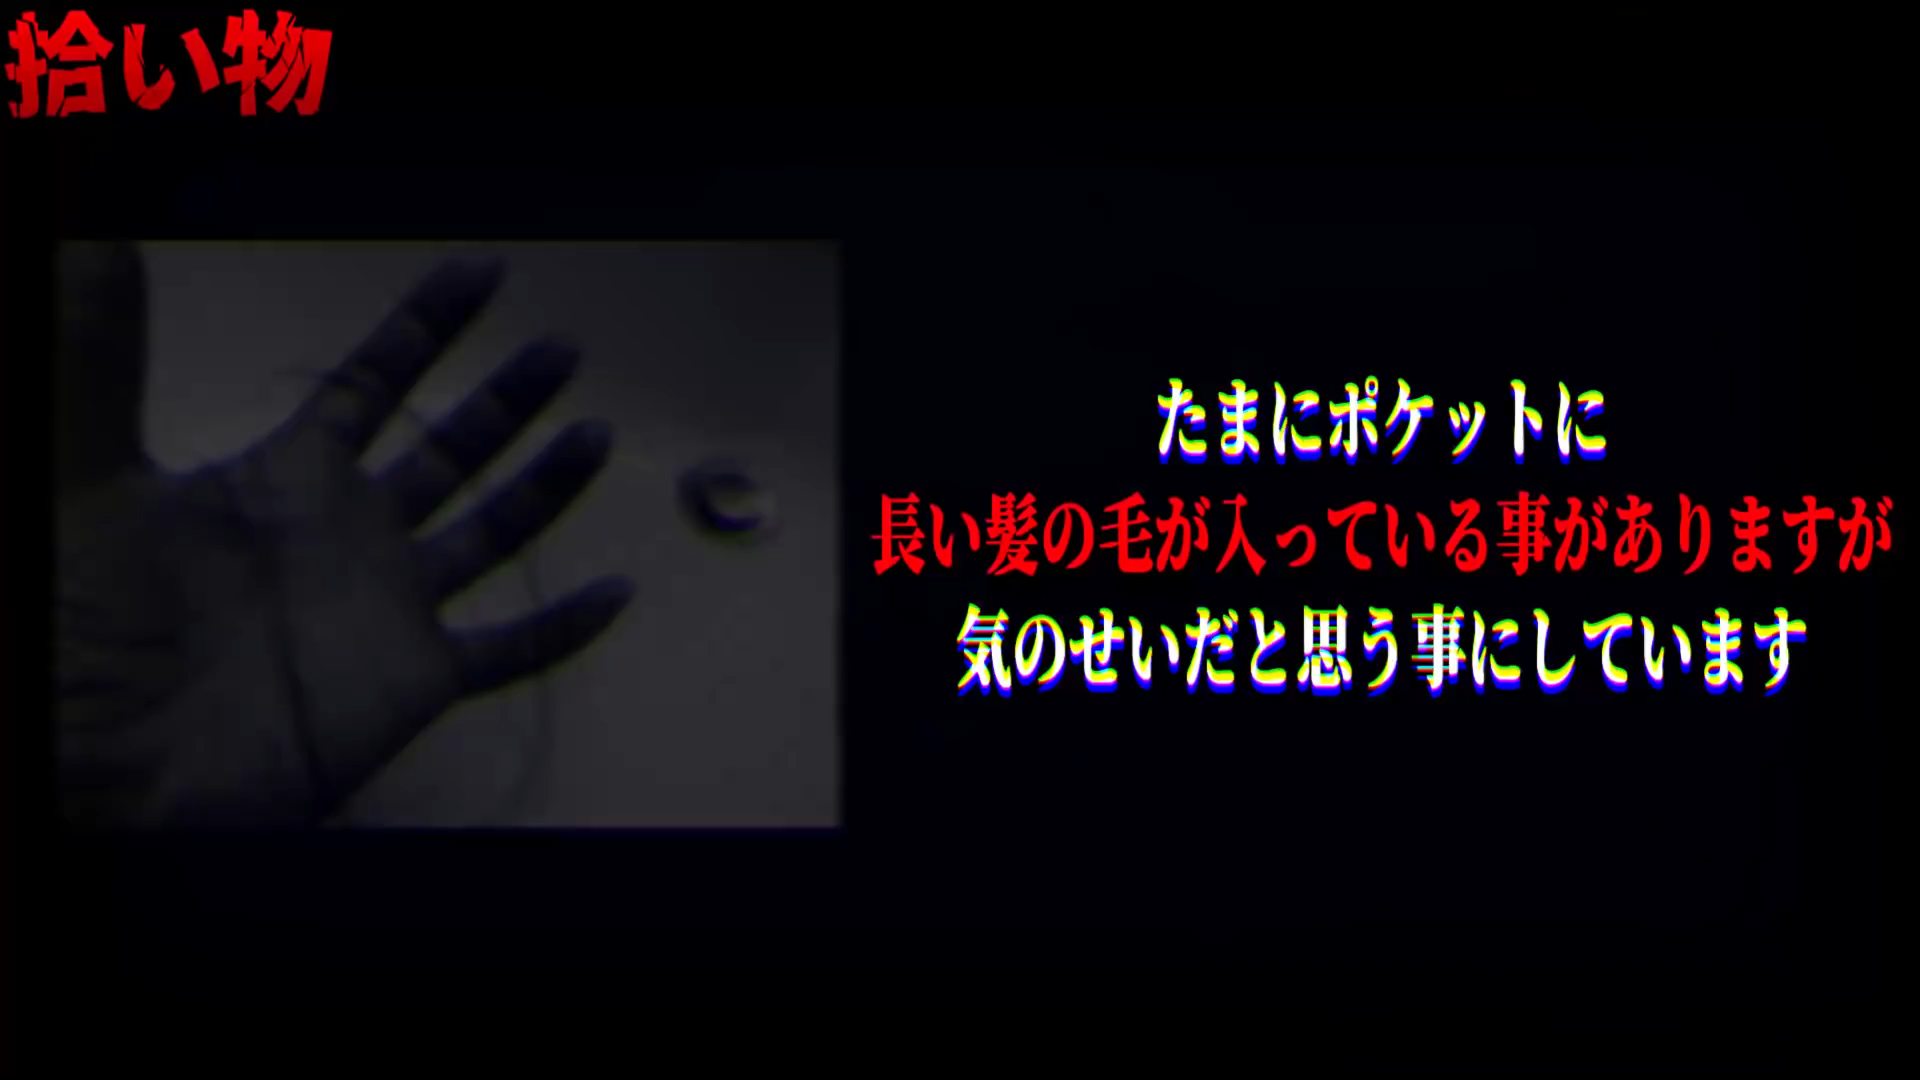 拾い物
たまにポケットに
長い髪の毛が入っている事がありますが
気のせいだと思う事にしています